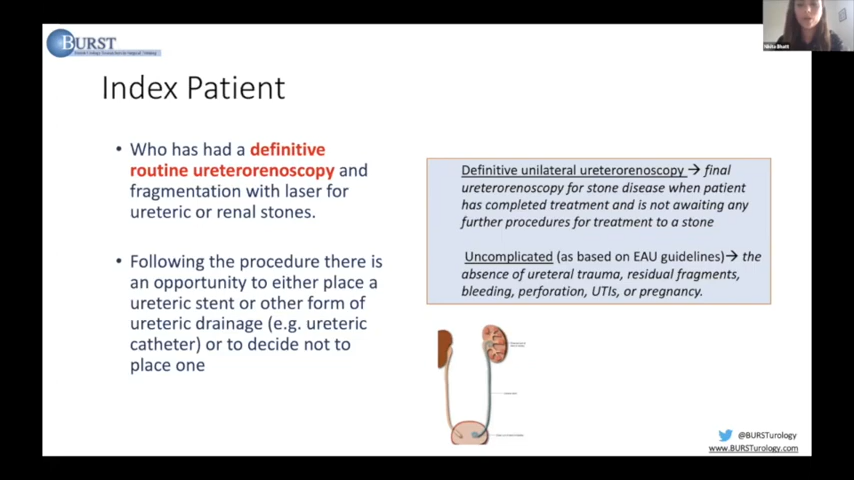 BURST
Nikita Bhatt
Index Patient
• Who has had a definitive
routine ureterorenoscopy and
fragmentation with laser for
ureteric or renal stones.
• Following the procedure there is
an opportunity to either place a
ureteric stent or other form of
ureteric drainage (e.g. ureteric
catheter) or to decide not to
place one
Definitive unilateral ureterorenoscopy → final
ureterorenoscopy for stone disease when patient
has completed treatment and is not awaiting any
further procedures for treatment to a stone
Uncomplicated (as based on EAU guidelines)→ the
absence of ureteral trauma, residual fragments,
bleeding, perforation, UTIs, or pregnancy.
@BURSTurology
www.BURSTurology.com